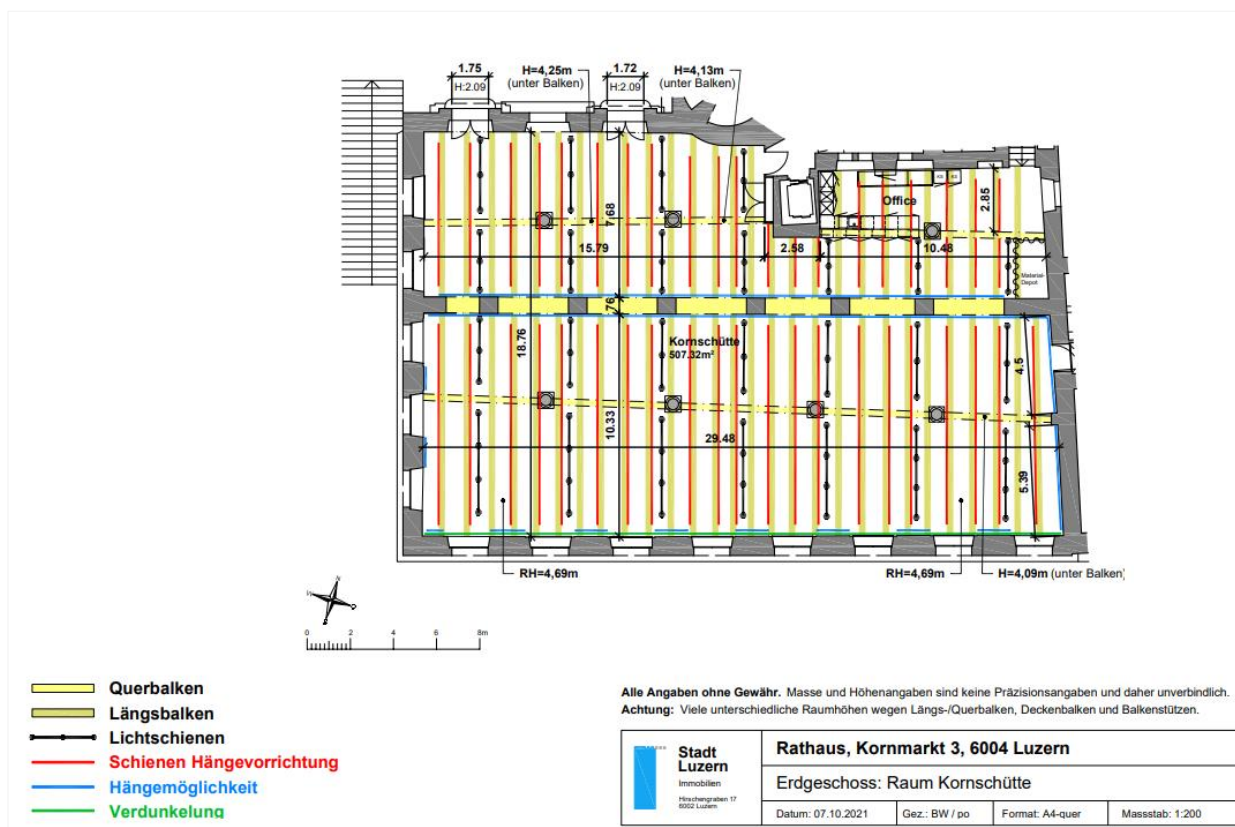 1.75
H:2.09
H=4,25m
(unter Balken)
1.72
H:2.09
H=4,13m
(unter Balken)
Office
2.85
7.68
15.79
2.58
10.48
Material-
Depot
.76
Kornschütte
507.32m²
18.76
4.5
10.33
29.48
5.39
RH=4,69m
RH=4,69m
H=4,09m (unter Balken)
N
0 2 4 6 8m
Querbalken
Längsbalken
Lichtschienen
Schienen Hängevorrichtung
Hängemöglichkeit
Verdunkelung
Alle Angaben ohne Gewähr. Masse und Höhenangaben sind keine Präzisionsangaben und daher unverbindlich.
Achtung: Viele unterschiedliche Raumhöhen wegen Längs-/Querbalken, Deckenbalken und Balkenstützen.
Stadt
Luzern
Immobilien
Hirschengraben 17
6002 Luzern
Rathaus, Kornmarkt 3, 6004 Luzern
Erdgeschoss: Raum Kornschütte
Datum: 07.10.2021 Gez.: BW / po Format: A4-quer Massstab: 1:200